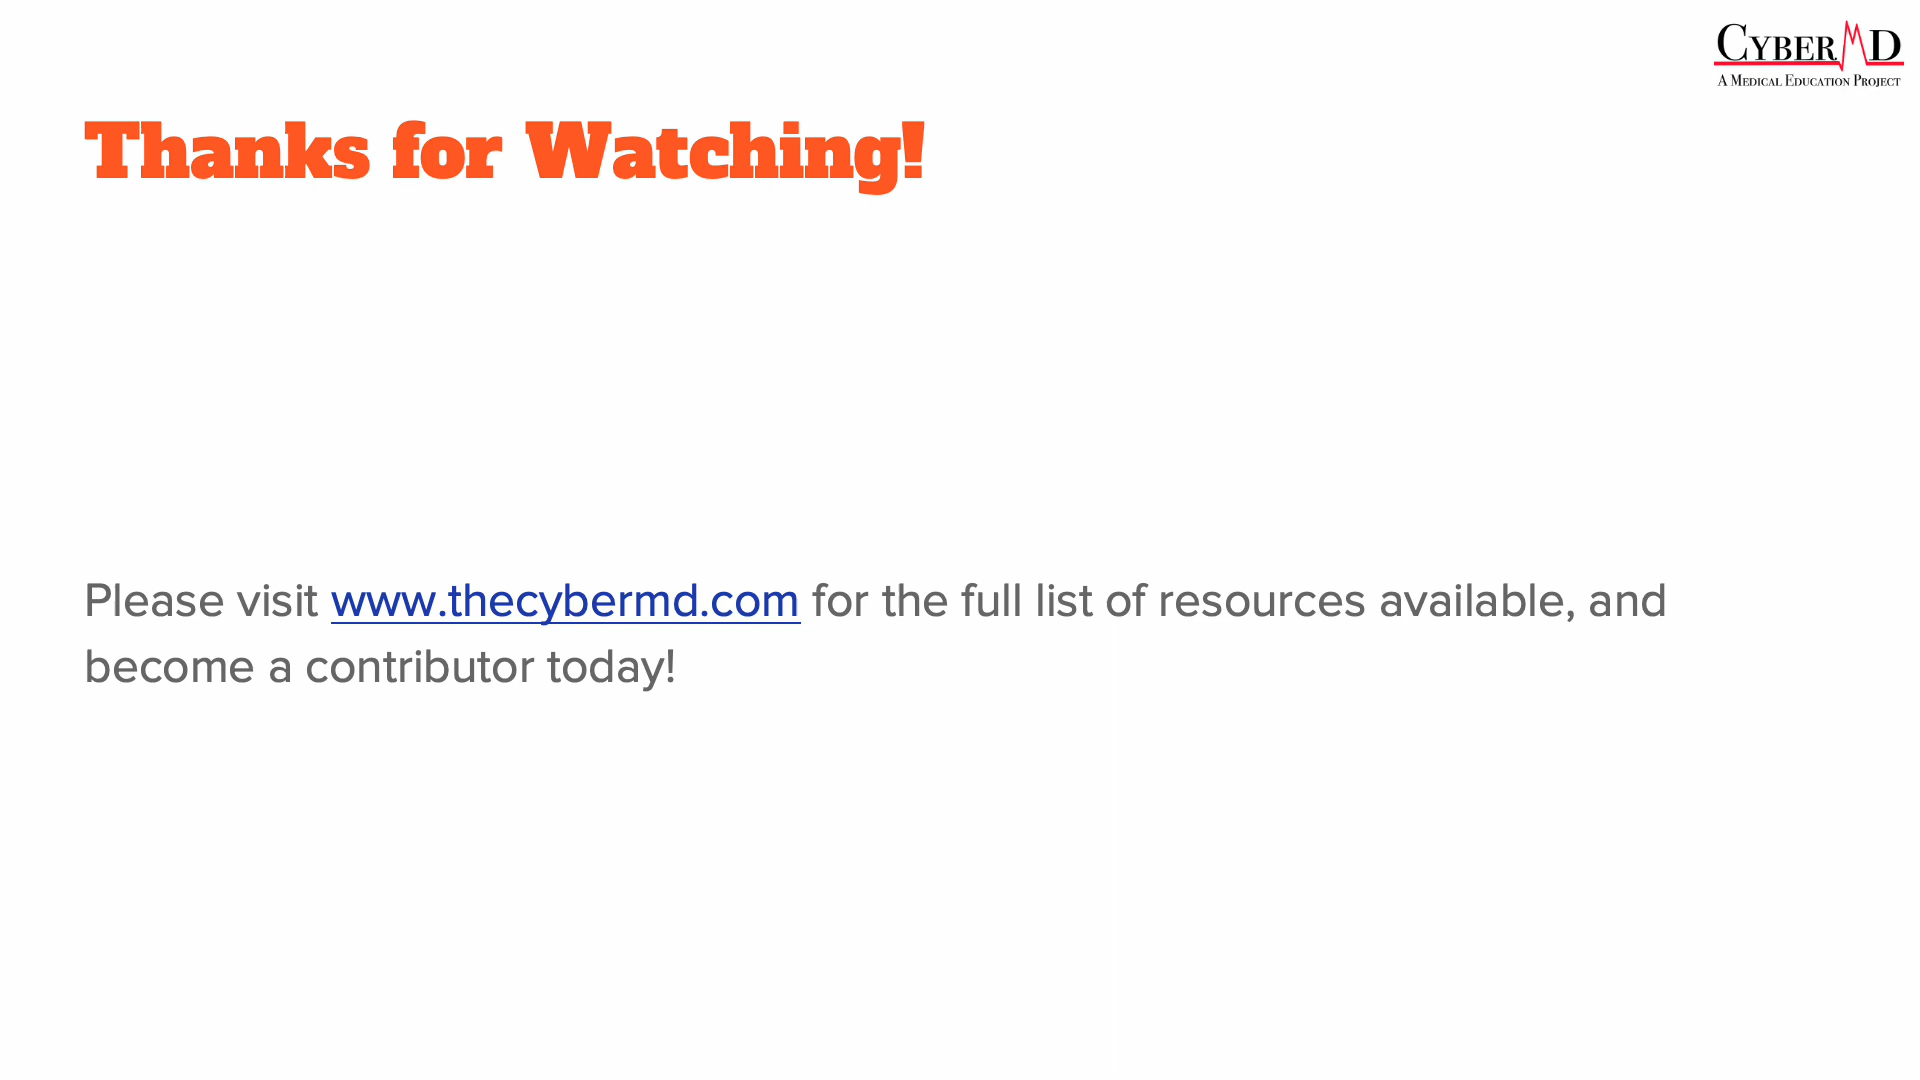 CYBERMD
A MEDICAL EDUCATION PROJECT
Thanks for Watching!
Please visit www.thecybermd.com for the full list of resources available, and
become a contributor today!